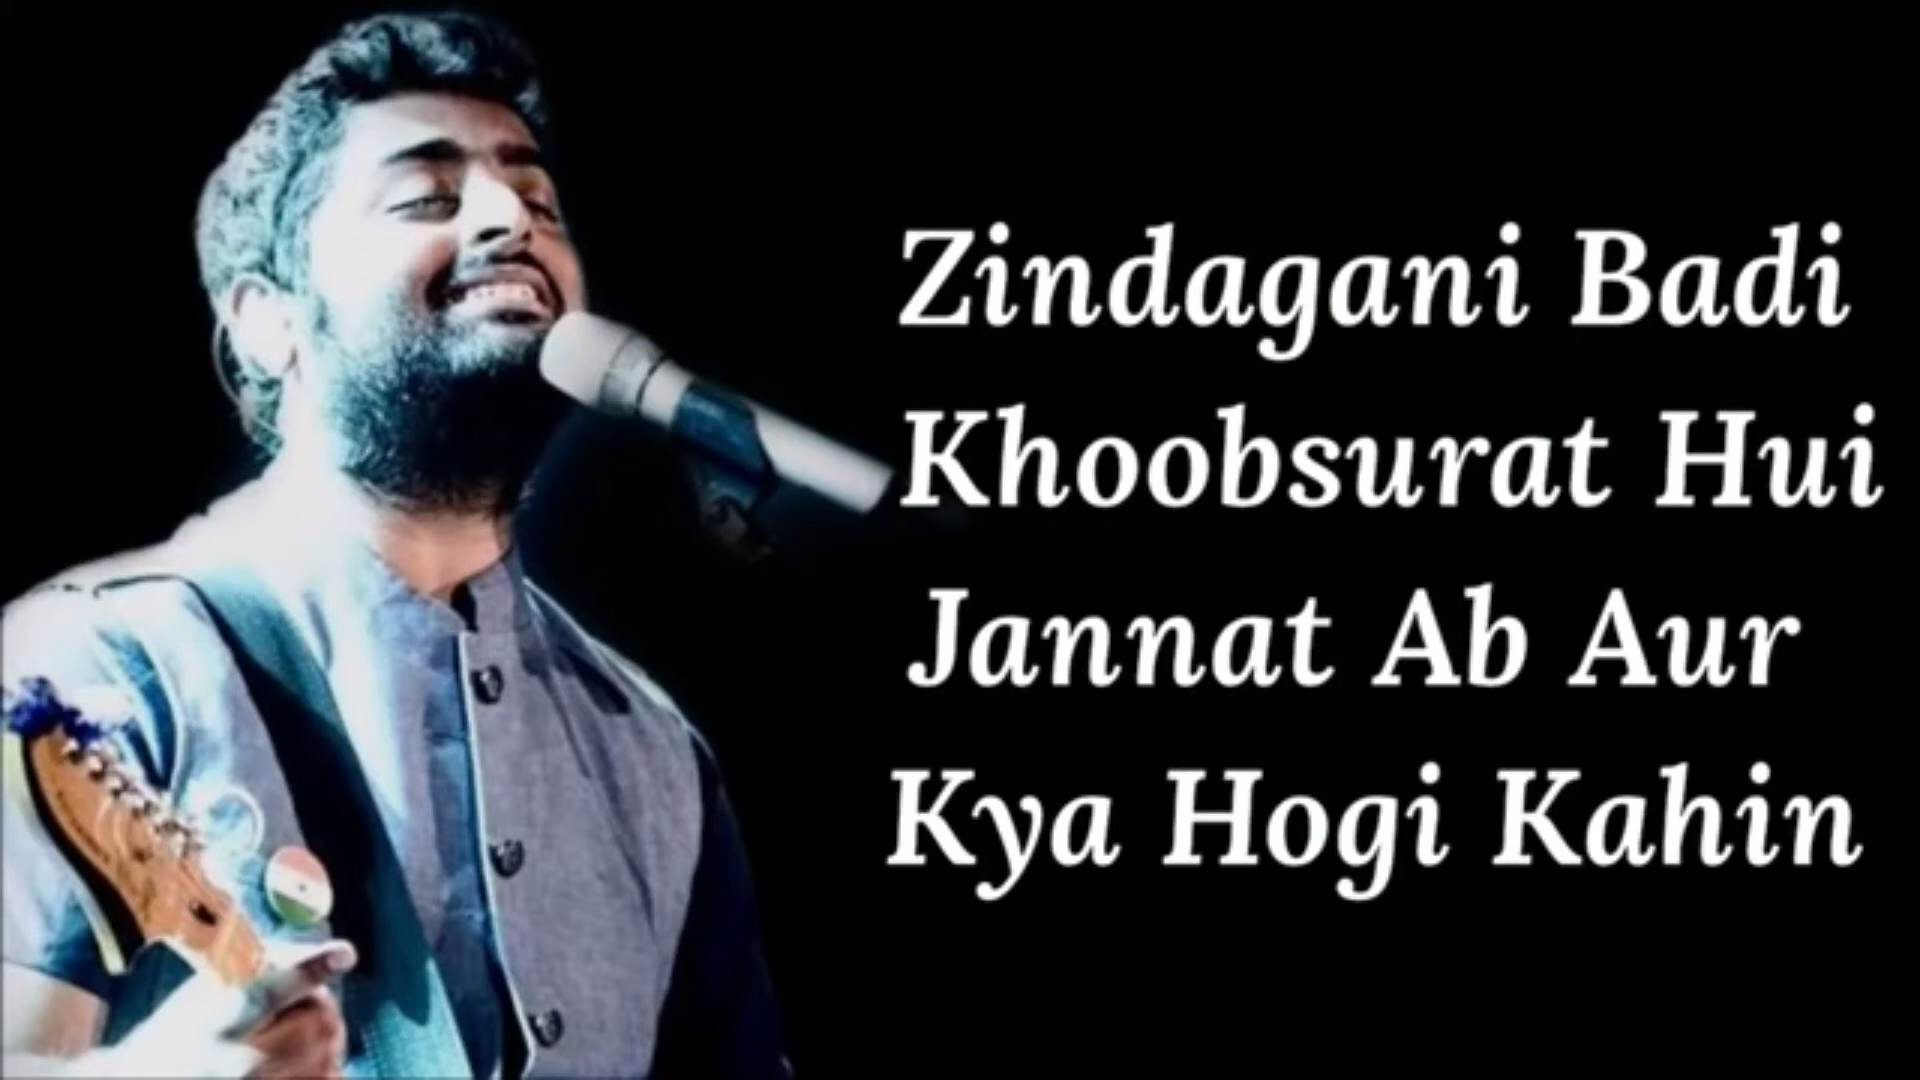 Zindagani Badi
Khoobsurat Hui
Jannat Ab Aur
Kya Hogi Kahin